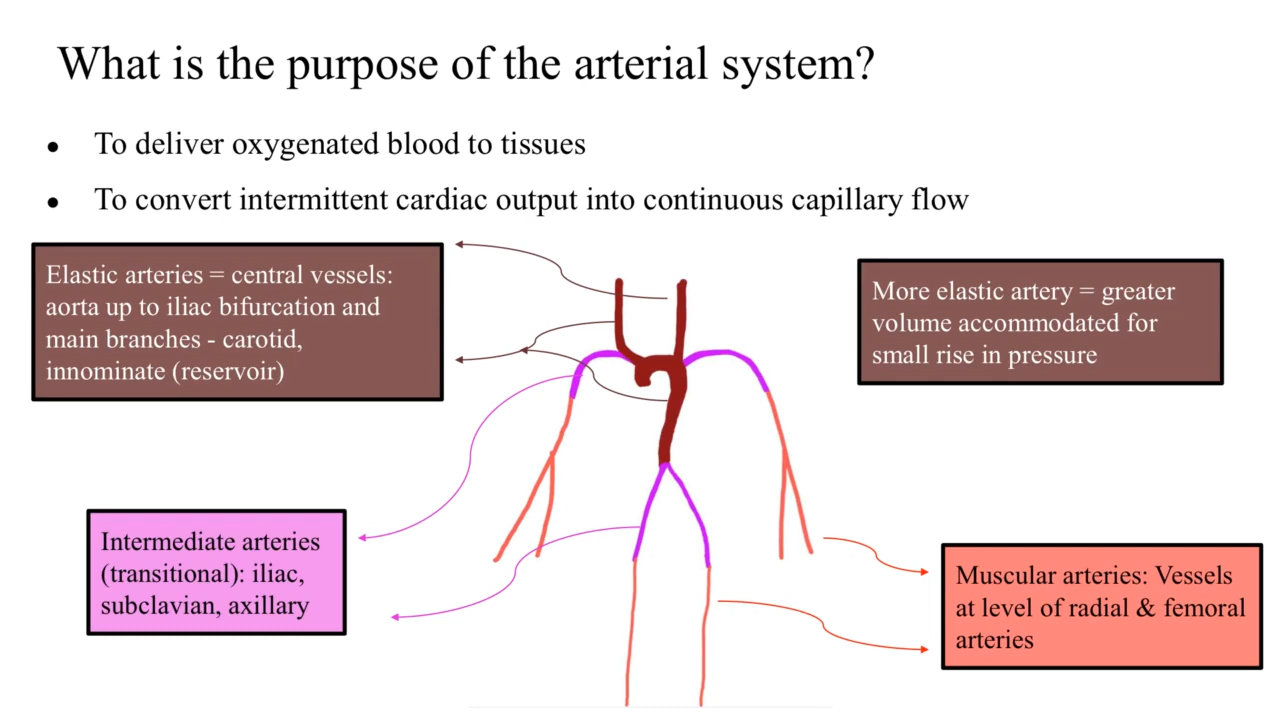 What is the purpose of the arterial system?
● To deliver oxygenated blood to tissues
● To convert intermittent cardiac output into continuous capillary flow
Elastic arteries = central vessels:
aorta up to iliac bifurcation and
main branches - carotid,
innominate (reservoir)
More elastic artery = greater
volume accommodated for
small rise in pressure
Intermediate arteries
(transitional): iliac,
subclavian, axillary
Muscular arteries: Vessels
at level of radial & femoral
arteries